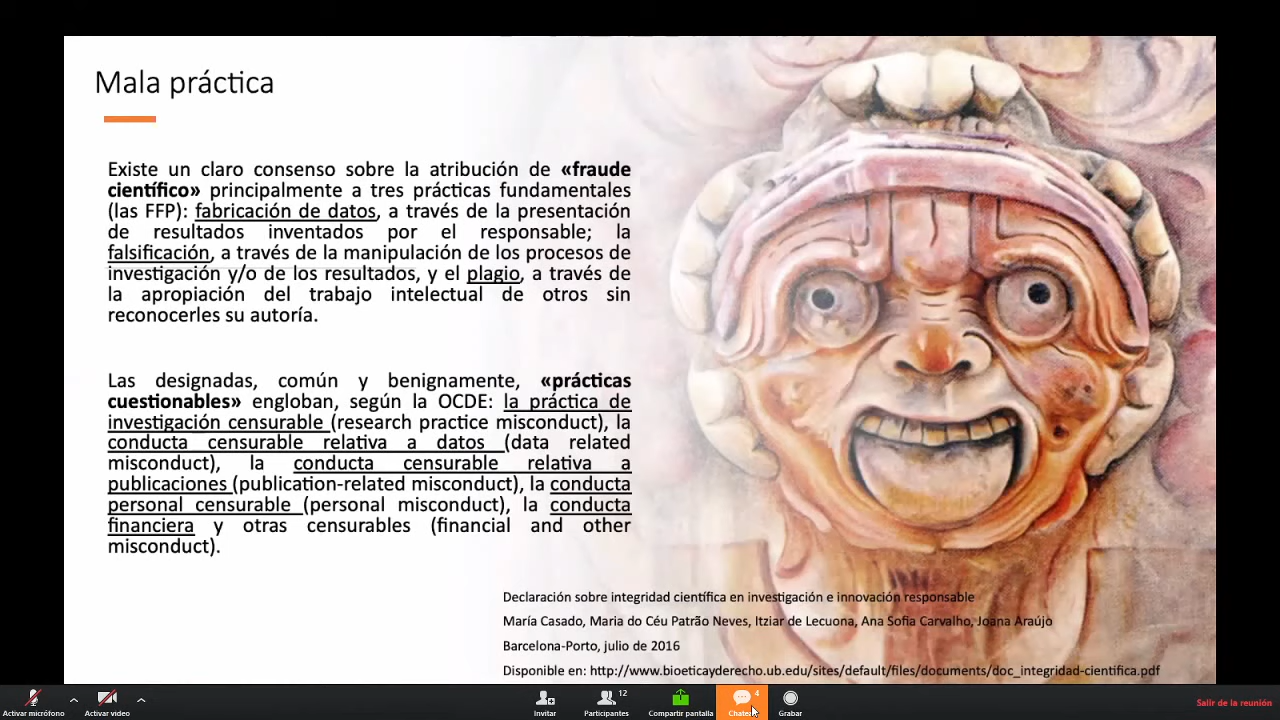 Mala práctica
Existe un claro consenso sobre la atribución de «fraude
científico» principalmente a tres prácticas fundamentales
(las FFP): fabricación de datos, a través de la presentación
de resultados inventados por el responsable; la
falsificación, a través de la manipulación de los procesos de
investigación y/o de los resultados, y el plagio, a través de
la apropiación del trabajo intelectual de otros sin
reconocerles su autoría.
Las designadas, común y benignamente, «prácticas
cuestionables» engloban, según la OCDE: la práctica de
investigación censurable (research practice misconduct), la
conducta censurable relativa a datos (data related
misconduct), la conducta censurable relativa a
publicaciones (publication-related misconduct), la conducta
personal censurable (personal misconduct), la conducta
financiera y otras censurables (financial and other
misconduct).
Declaración sobre integridad científica en investigación e innovación responsable
María Casado, Maria do Céu Patrão Neves, Itziar de Lecuona, Ana Sofia Carvalho, Joana Araújo
Barcelona-Porto, julio de 2016
Disponible en: http://www.bioeticayderecho.ub.edu/sites/default/files/documents/doc_integridad-cientifica.pdf
12
4
Activar micrófono
Activar video
Invitar
Participantes
Compartir pantalla
Grabar
Salir de la reunión